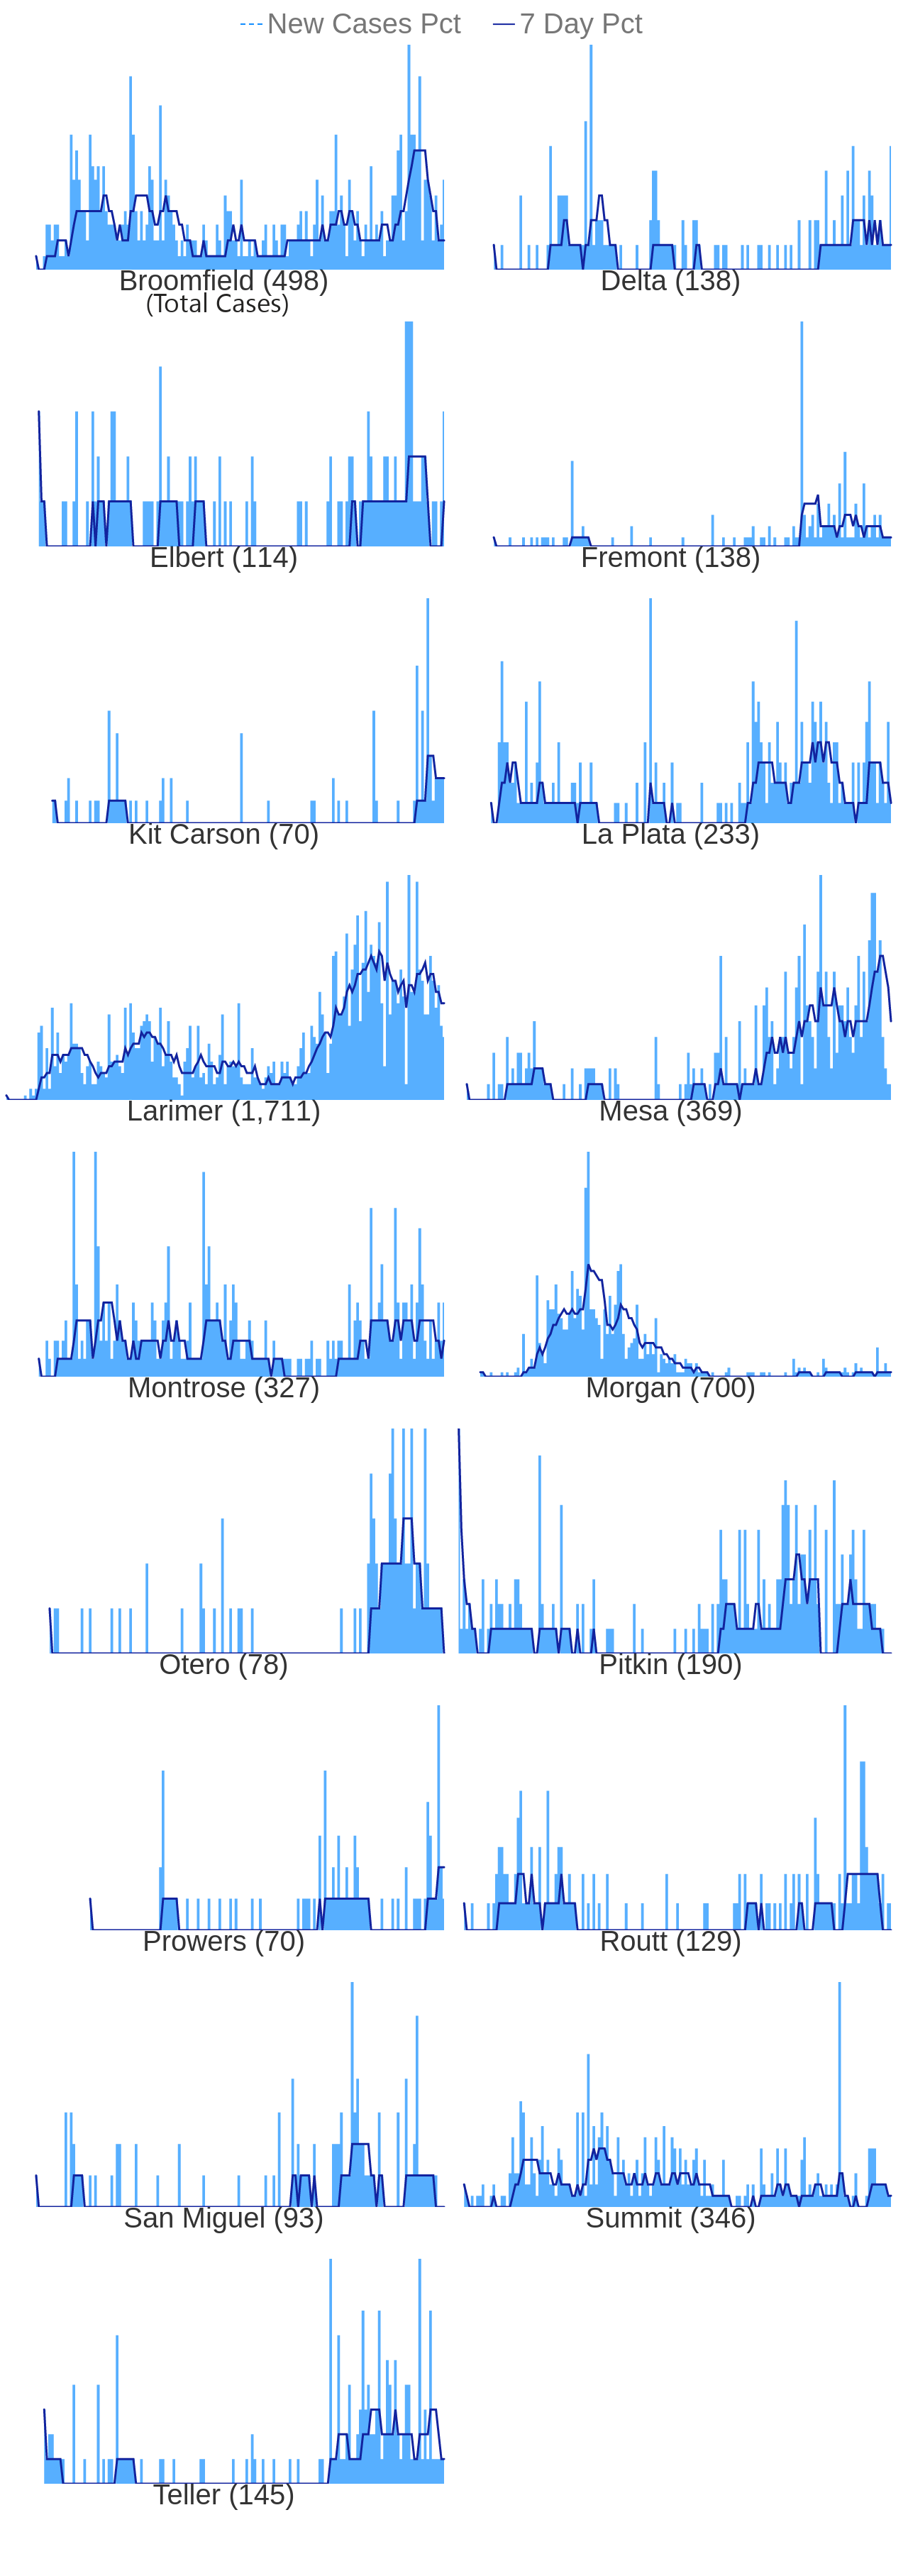 New Cases Pct 7 Day Pct
Broomfield (498) Delta (138)
(Total Cases)
Elbert (114) Fremont (138)
Kit Carson (70) La Plata (233)
Larimer (1,711) Mesa (369)
Montrose (327) Morgan (700)
Otero (78) Pitkin (190)
Prowers (70) Routt (129)
San Miguel (93) Summit (346)
Teller (145)